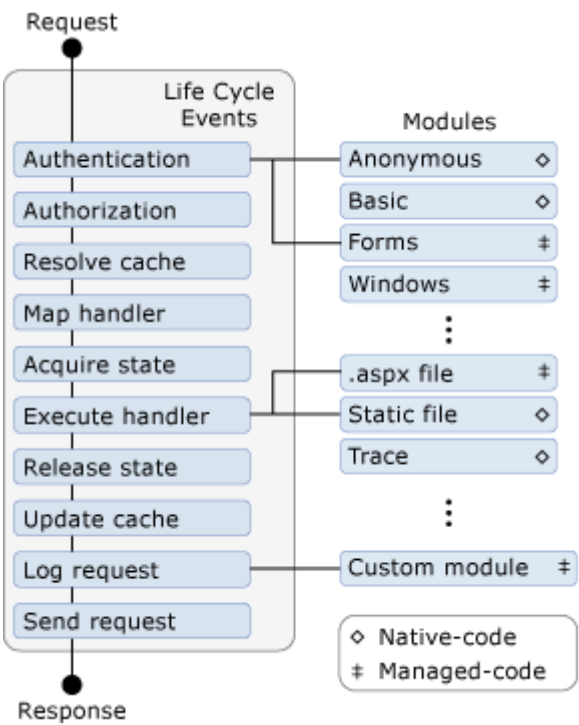 Request
Life Cycle
Events
Authentication
Authorization
Resolve cache
Map handler
Acquire state
Execute handler
Release state
Update cache
Log request
Send request
Response
Modules
Anonymous ◇
Basic ◇
Forms ‡
Windows ‡
.aspx file ‡
Static file ◇
Trace ◇
Custom module ‡
◇ Native-code
‡ Managed-code